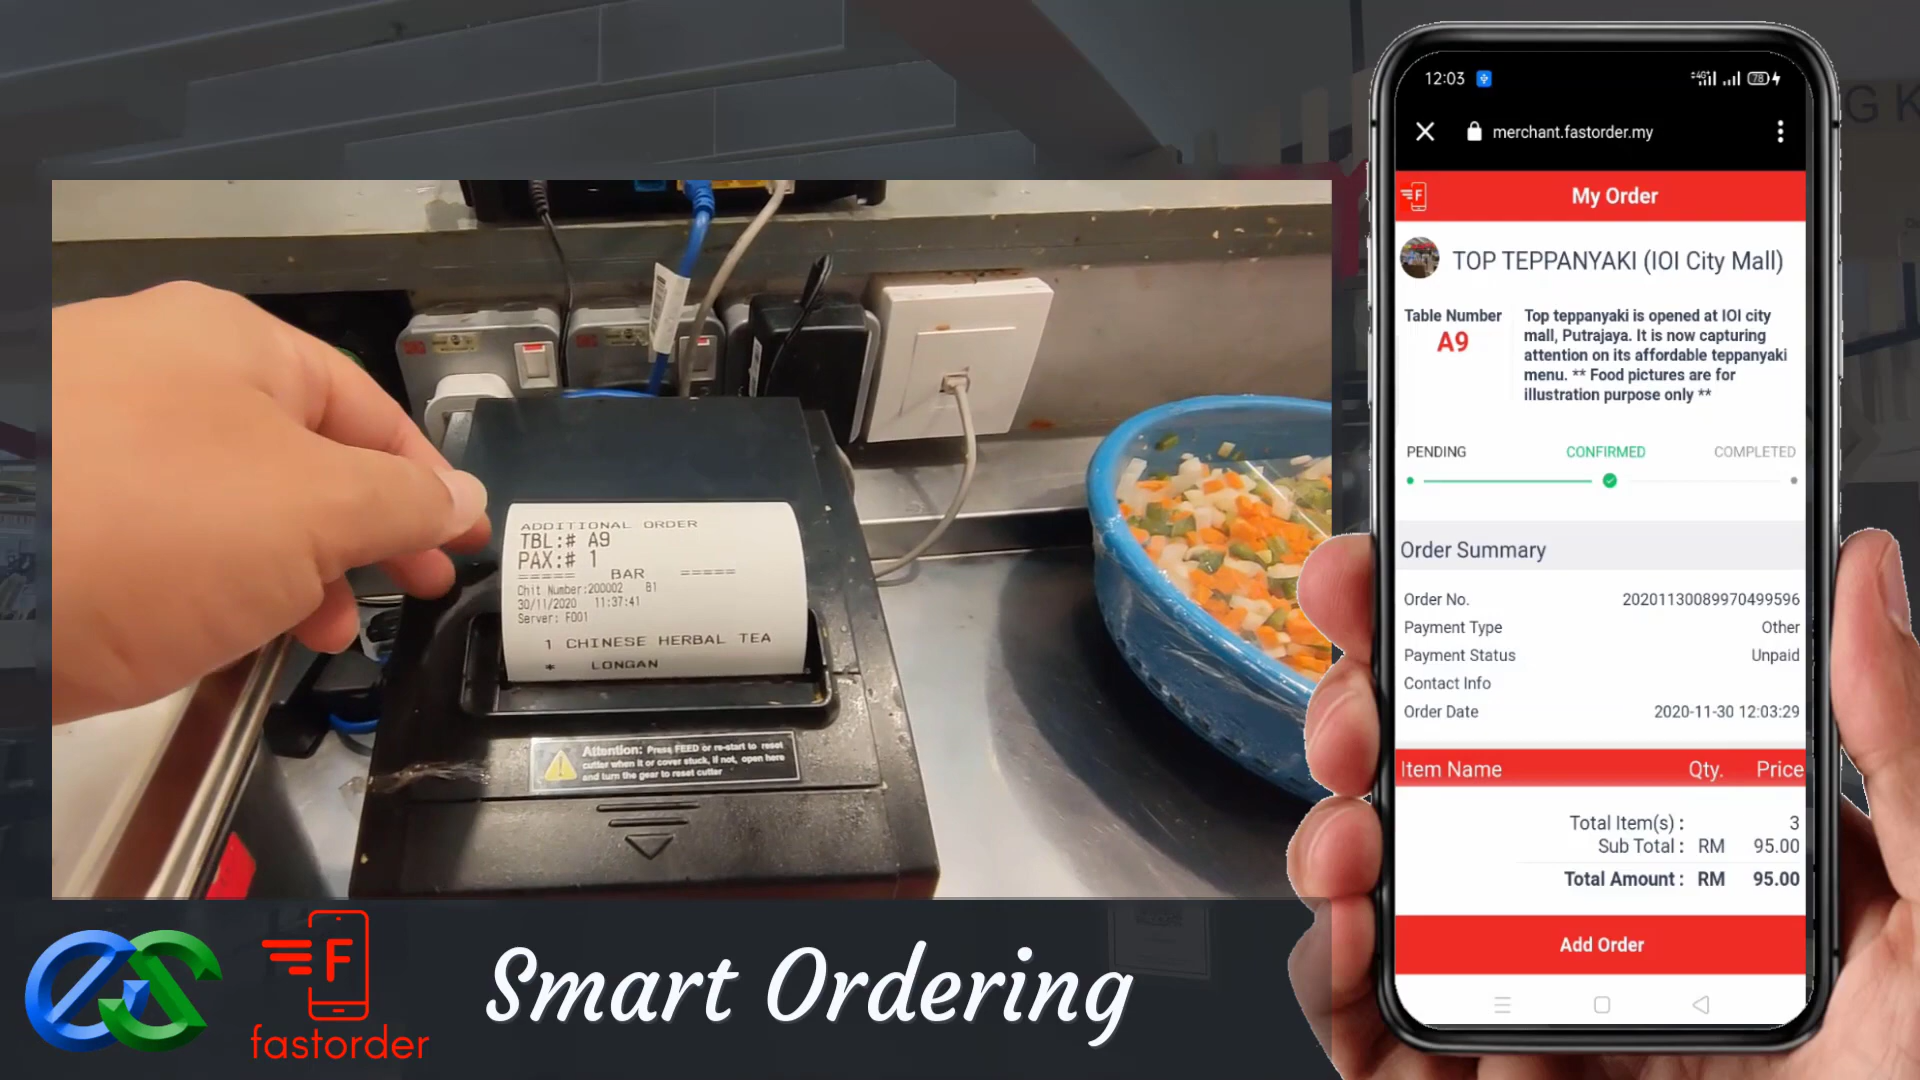 ADDITIONAL ORDER
TBL:# A9
PAX:# 1
===== BAR =====
Chit Number:200002 B1
30/11/2020 11:37:41
Server: F001
1 CHINESE HERBAL TEA
* LONGAN
Attention: Press FEED or re-start to reset
cutter when it or cover stuck, if not, open here
and turn the gear to reset cutter
F
fastorder
Smart Ordering
12:03
4G+ 78
merchant.fastorder.my
F
My Order
TOP TEPPANYAKI (IOI City Mall)
Table Number
A9
Top teppanyaki is opened at IOI city
mall, Putrajaya. It is now capturing
attention on its affordable teppanyaki
menu. ** Food pictures are for
illustration purpose only **
PENDING CONFIRMED COMPLETED
Order Summary
Order No. 20201130089970499596
Payment Type Other
Payment Status Unpaid
Contact Info
Order Date 2020-11-30 12:03:29
Item Name Qty. Price
Total Item(s) : 3
Sub Total : RM 95.00
Total Amount : RM 95.00
Add Order
G K